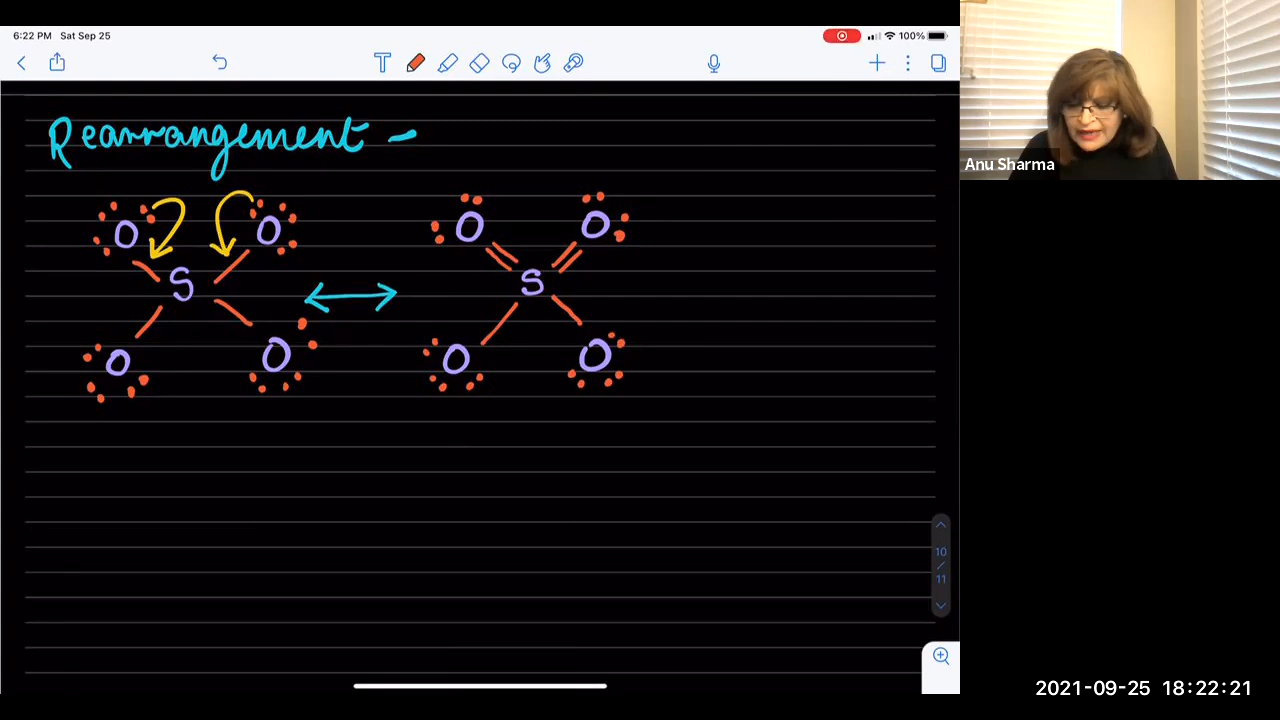 6:22 PM Sat Sep 25 100%
T
Rearrangement -
O O O O
S S
O O O O
Anu Sharma
10
/
11
2021-09-25 18:22:21